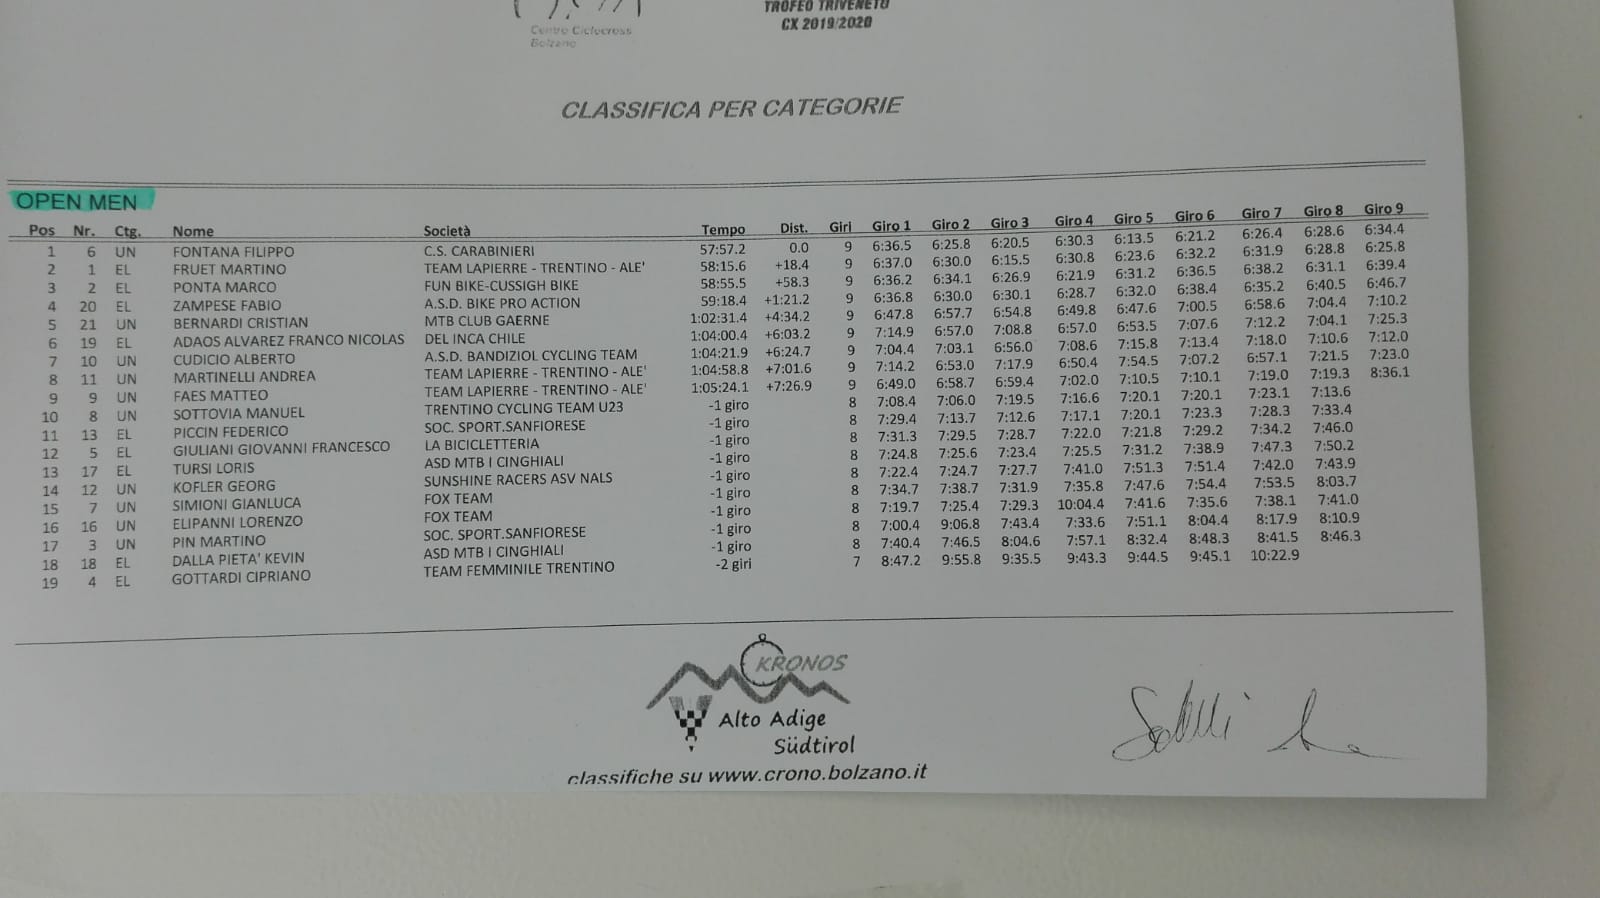 TROFEO TRIVENETO
CX 2019/2020
Centro Ciclocross
Bolzano
CLASSIFICA PER CATEGORIE
OPEN MEN
Pos Nr. Ctg. Nome Società Tempo Dist. Giri Giro 1 Giro 2 Giro 3 Giro 4 Giro 5 Giro 6 Giro 7 Giro 8 Giro 9
1 6 UN FONTANA FILIPPO C.S. CARABINIERI 57:57.2 0.0 9 6:36.5 6:25.8 6:20.5 6:30.3 6:13.5 6:21.2 6:26.4 6:28.6 6:34.4
2 1 EL FRUET MARTINO TEAM LAPIERRE - TRENTINO - ALE' 58:15.6 +18.4 9 6:37.0 6:30.0 6:15.5 6:30.8 6:23.6 6:32.2 6:31.9 6:28.8 6:25.8
3 2 EL PONTA MARCO FUN BIKE-CUSSIGH BIKE 58:55.5 +58.3 9 6:36.2 6:34.1 6:26.9 6:21.9 6:31.2 6:36.5 6:38.2 6:31.1 6:39.4
4 20 EL ZAMPESE FABIO A.S.D. BIKE PRO ACTION 59:18.4 +1:21.2 9 6:36.8 6:30.0 6:30.1 6:28.7 6:32.0 6:38.4 6:35.2 6:40.5 6:46.7
5 21 UN BERNARDI CRISTIAN MTB CLUB GAERNE 1:02:31.4 +4:34.2 9 6:47.8 6:57.7 6:54.8 6:49.8 6:47.6 7:00.5 6:58.6 7:04.4 7:10.2
6 19 EL ADAOS ALVAREZ FRANCO NICOLAS DEL INCA CHILE 1:04:00.4 +6:03.2 9 7:14.9 6:57.0 7:08.8 6:57.0 6:53.5 7:07.6 7:12.2 7:04.1 7:25.3
7 10 UN CUDICIO ALBERTO A.S.D. BANDIZIOL CYCLING TEAM 1:04:21.9 +6:24.7 9 7:04.4 7:03.1 6:56.0 7:08.6 7:15.8 7:13.4 7:18.0 7:10.6 7:12.0
8 11 UN MARTINELLI ANDREA TEAM LAPIERRE - TRENTINO - ALE' 1:04:58.8 +7:01.6 9 7:14.2 6:53.0 7:17.9 6:50.4 7:54.5 7:07.2 6:57.1 7:21.5 7:23.0
9 9 UN FAES MATTEO TEAM LAPIERRE - TRENTINO - ALE' 1:05:24.1 +7:26.9 9 6:49.0 6:58.7 6:59.4 7:02.0 7:10.5 7:10.1 7:19.0 7:19.3 8:36.1
10 8 UN SOTTOVIA MANUEL TRENTINO CYCLING TEAM U23 -1 giro 8 7:08.4 7:06.0 7:19.5 7:16.6 7:20.1 7:20.1 7:23.1 7:13.6
11 13 EL PICCIN FEDERICO SOC. SPORT.SANFIORESE -1 giro 8 7:29.4 7:13.7 7:12.6 7:17.1 7:20.1 7:23.3 7:28.3 7:33.4
12 5 EL GIULIANI GIOVANNI FRANCESCO LA BICICLETTERIA -1 giro 8 7:31.3 7:29.5 7:28.7 7:22.0 7:21.8 7:29.2 7:34.2 7:46.0
13 17 EL TURSI LORIS ASD MTB I CINGHIALI -1 giro 8 7:24.8 7:25.6 7:23.4 7:25.5 7:31.2 7:38.9 7:47.3 7:50.2
14 12 UN KOFLER GEORG SUNSHINE RACERS ASV NALS -1 giro 8 7:22.4 7:24.7 7:27.7 7:41.0 7:51.3 7:51.4 7:42.0 7:43.9
15 7 UN SIMIONI GIANLUCA FOX TEAM -1 giro 8 7:34.7 7:38.7 7:31.9 7:35.8 7:47.6 7:54.4 7:53.5 8:03.7
16 16 UN ELIPANNI LORENZO FOX TEAM -1 giro 8 7:19.7 7:25.4 7:29.3 10:04.4 7:41.6 7:35.6 7:38.1 7:41.0
17 3 UN PIN MARTINO SOC. SPORT.SANFIORESE -1 giro 8 7:00.4 9:06.8 7:43.4 7:33.6 7:51.1 8:04.4 8:17.9 8:10.9
18 18 EL DALLA PIETA' KEVIN ASD MTB I CINGHIALI -1 giro 8 7:40.4 7:46.5 8:04.6 7:57.1 8:32.4 8:48.3 8:41.5 8:46.3
19 4 EL GOTTARDI CIPRIANO TEAM FEMMINILE TRENTINO -2 giri 7 8:47.2 9:55.8 9:35.5 9:43.3 9:44.5 9:45.1 10:22.9
KRONOS
Alto Adige
Südtirol
classifiche su www.crono.bolzano.it